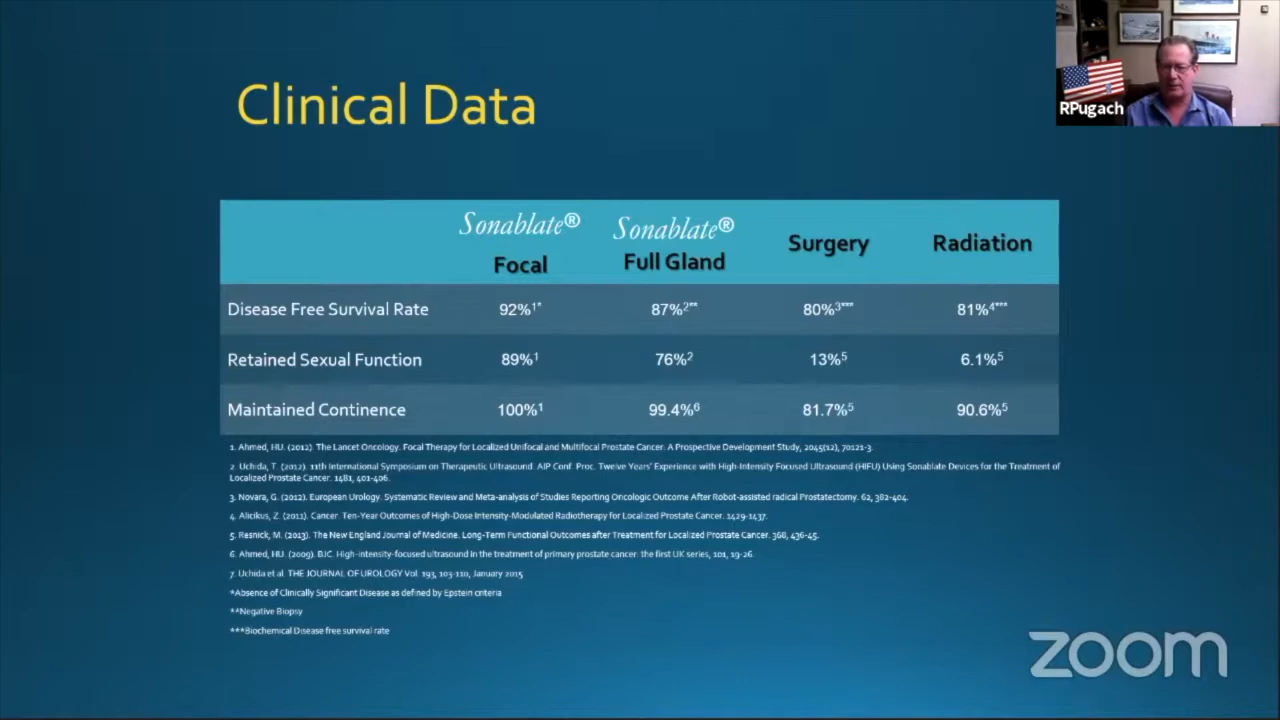 RPugach
Clinical Data
Sonablate® Focal
Sonablate® Full Gland
Surgery
Radiation
Disease Free Survival Rate 92%1* 87%2** 80%3*** 81%4***
Retained Sexual Function 89%1 76%2 13%5 6.1%5
Maintained Continence 100%1 99.4%6 81.7%5 90.6%5
1. Ahmed, HU. (2012). The Lancet Oncology. Focal Therapy for Localized Unifocal and Multifocal Prostate Cancer. A Prospective Development Study, 2045(12), 70121-3.
2. Uchida, T. (2012). 11th International Symposium on Therapeutic Ultrasound. AIP Conf. Proc. Twelve Years' Experience with High-Intensity Focused Ultrasound (HIFU) Using Sonablate Devices for the Treatment of
Localized Prostate Cancer. 1481, 401-406.
3. Novara, G. (2012). European Urology. Systematic Review and Meta-analysis of Studies Reporting Oncologic Outcome After Robot-assisted radical Prostatectomy. 62, 382-404.
4. Alicikus, Z. (2011). Cancer. Ten-Year Outcomes of High-Dose Intensity-Modulated Radiotherapy for Localized Prostate Cancer. 1429-1437.
5. Resnick, M. (2013). The New England Journal of Medicine. Long-Term Functional Outcomes after Treatment for Localized Prostate Cancer. 368, 436-45.
6. Ahmed, HU. (2009). BJC. High-intensity-focused ultrasound in the treatment of primary prostate cancer: the first UK series, 101, 19-26.
7. Uchida et al. THE JOURNAL OF UROLOGY Vol. 193, 103-110, January 2015
*Absence of Clinically Significant Disease as defined by Epstein criteria
**Negative Biopsy
***Biochemical Disease free survival rate
zoom